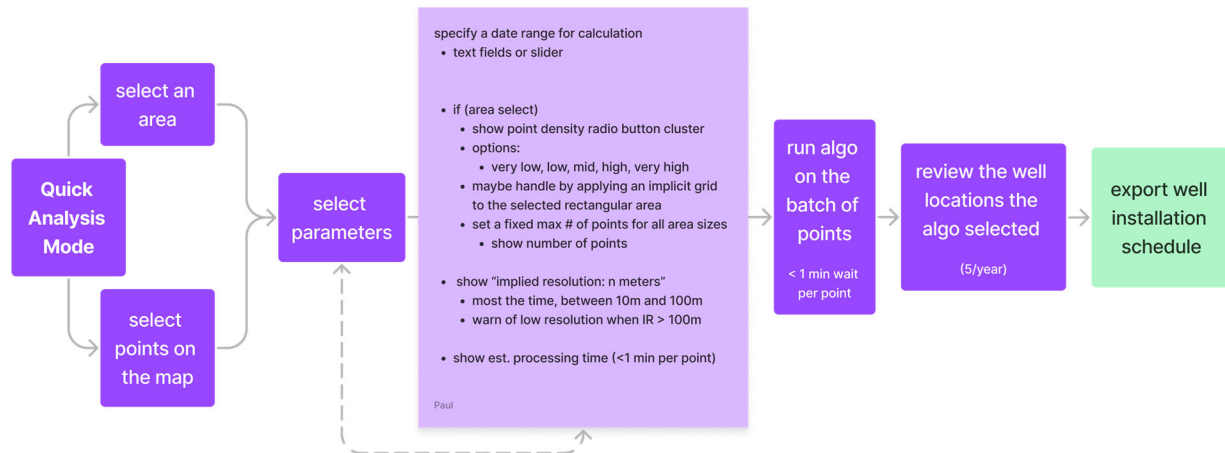 Quick
Analysis
Mode
select an
area
select
points on
the map
select
parameters
specify a date range for calculation
• text fields or slider
• if (area select)
• show point density radio button cluster
• options:
• very low, low, mid, high, very high
• maybe handle by applying an implicit grid
to the selected rectangular area
• set a fixed max # of points for all area sizes
• show number of points
• show “implied resolution: n meters”
• most the time, between 10m and 100m
• warn of low resolution when IR > 100m
• show est. processing time (<1 min per point)
Paul
run algo
on the
batch of
points
< 1 min wait
per point
review the well
locations the
algo selected
(5/year)
export well
installation
schedule